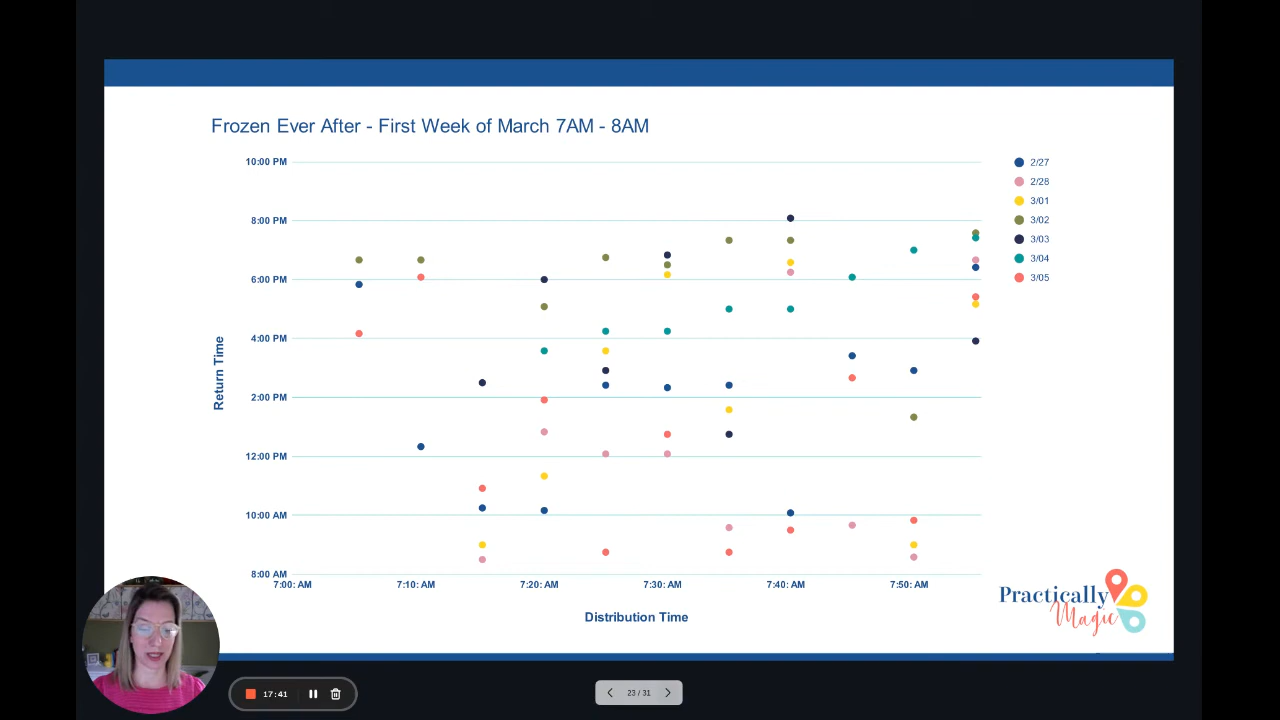 Frozen Ever After - First Week of March 7AM - 8AM
10:00 PM
8:00 PM
6:00 PM
4:00 PM
2:00 PM
12:00 PM
10:00 AM
8:00 AM
Return Time
7:00: AM
7:10: AM
7:20: AM
7:30: AM
7:40: AM
7:50: AM
Distribution Time
2/27
2/28
3/01
3/02
3/03
3/04
3/05
Practically
Magic
17:41
23 / 31